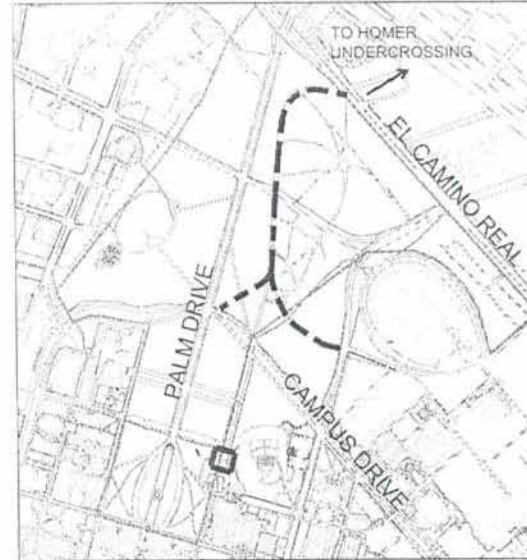 TO HOMER
UNDERCROSSING
EL CAMINO REAL
PALM DRIVE
CAMPUS DRIVE